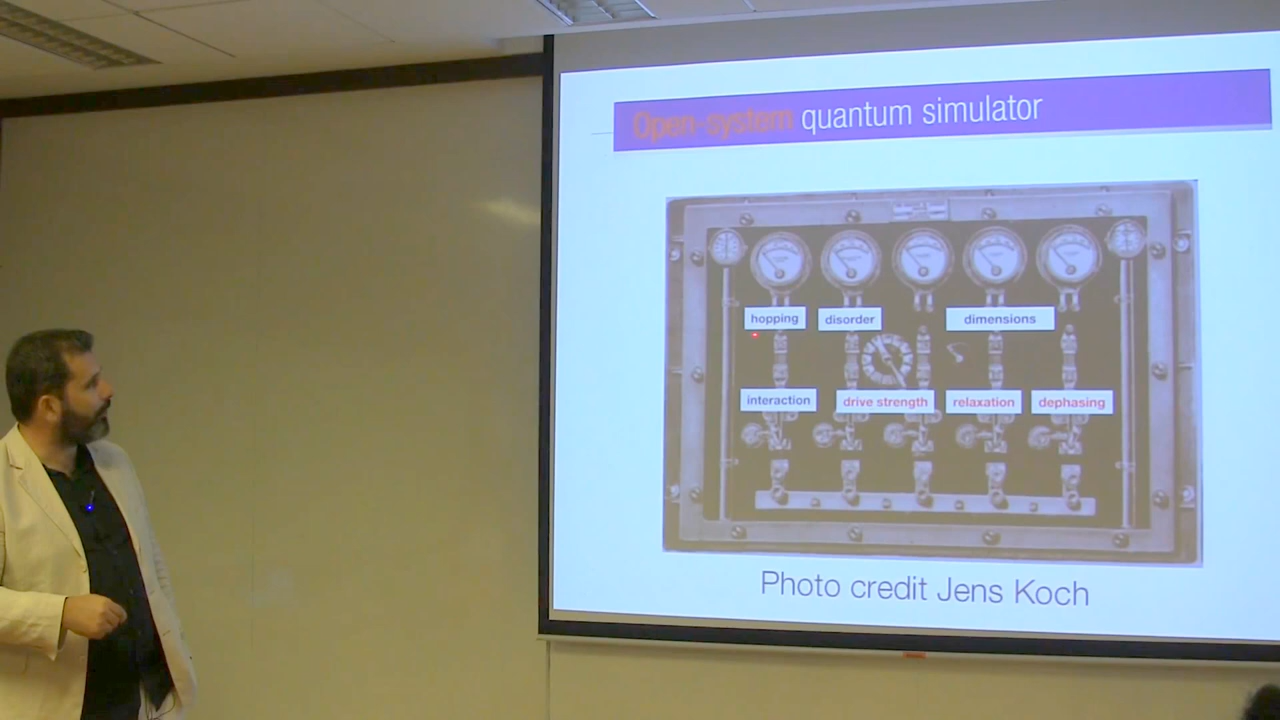 Open-system quantum simulator
hopping disorder dimensions
interaction drive strength relaxation dephasing
Photo credit Jens Koch